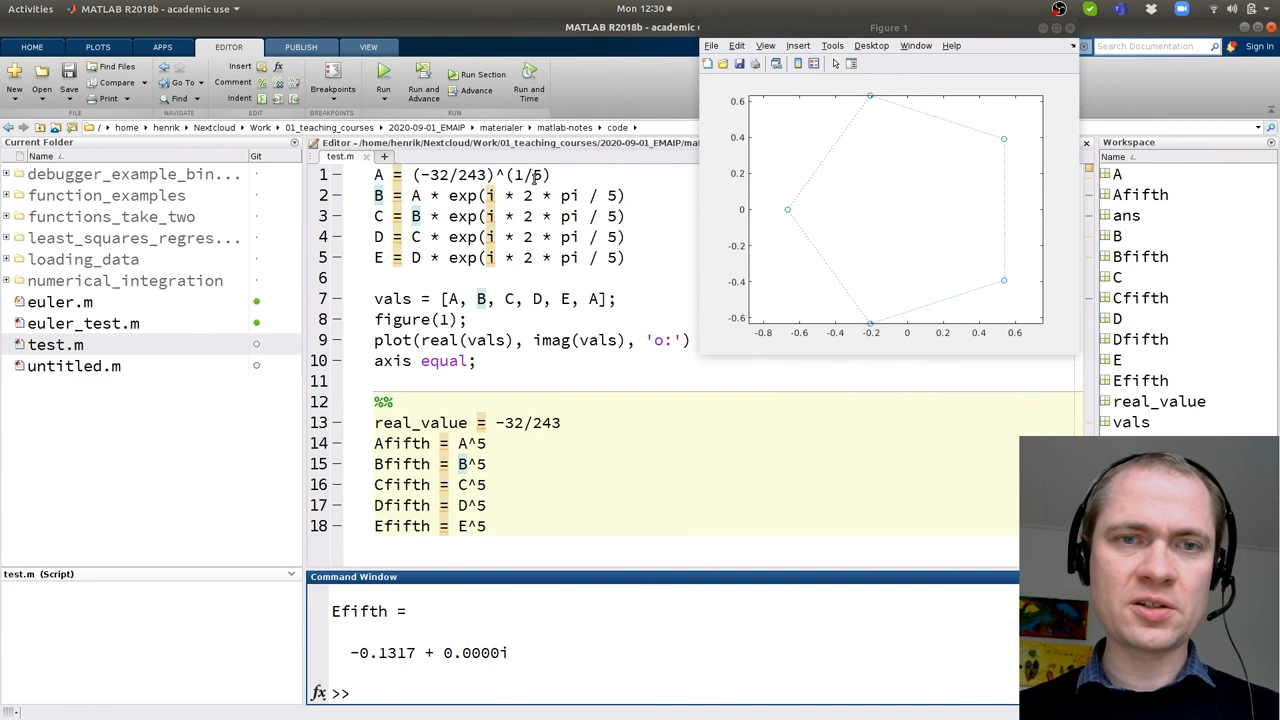 Activities
MATLAB R2018b - academic use
Mon 12:30
MATLAB R2018b - academic u
Figure 1
HOME PLOTS APPS EDITOR PUBLISH VIEW
Search Documentation
Sign In
File Edit View Insert Tools Desktop Window Help
New Open Save
Find Files
Compare
Print
Insert
Comment
Indent
fx
Go To
Find
Breakpoints
Run
Run and Advance
Run Section
Advance
Run and Time
FILE NAVIGATE EDIT BREAKPOINTS RUN
/ home henrik Nextcloud Work 01_teaching_courses 2020-09-01_EMAIP materialer matlab-notes code
Current Folder
Name Git
debugger_example_bin...
function_examples
functions_take_two
least_squares_regres...
loading_data
numerical_integration
euler.m
euler_test.m
test.m
untitled.m
test.m (Script)
Editor - /home/henrik/Nextcloud/Work/01_teaching_courses/2020-09-01_EMAIP/mat
test.m
1 A = (-32/243)^(1/5)
2 B = A * exp(i * 2 * pi / 5)
3 C = B * exp(i * 2 * pi / 5)
4 D = C * exp(i * 2 * pi / 5)
5 E = D * exp(i * 2 * pi / 5)
6
7 vals = [A, B, C, D, E, A];
8 figure(1);
9 plot(real(vals), imag(vals), 'o:')
10 axis equal;
11
12 %%
13 real_value = -32/243
14 Afifth = A^5
15 Bfifth = B^5
16 Cfifth = C^5
17 Dfifth = D^5
18 Efifth = E^5
0.6
0.4
0.2
0
-0.2
-0.4
-0.6
-0.8 -0.6 -0.4 -0.2 0 0.2 0.4 0.6
Workspace
Name
A
Afifth
ans
B
Bfifth
C
Cfifth
D
Dfifth
E
Efifth
real_value
vals
Command Window
Efifth =
-0.1317 + 0.0000i
fx >>